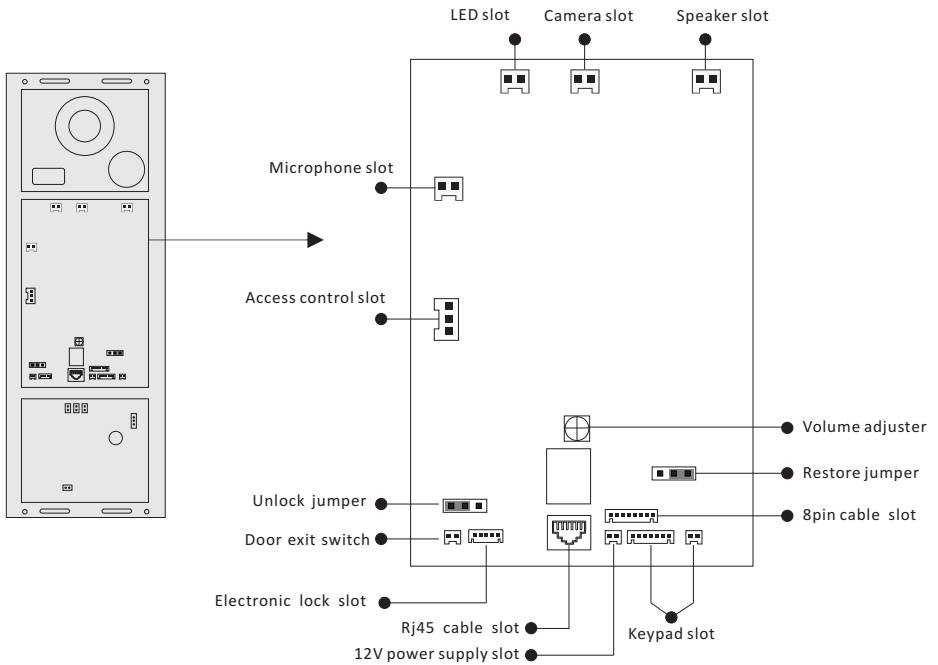 LED slot
Camera slot
Speaker slot
Microphone slot
Access control slot
Volume adjuster
Restore jumper
Unlock jumper
8pin cable slot
Door exit switch
Electronic lock slot
Rj45 cable slot
Keypad slot
12V power supply slot